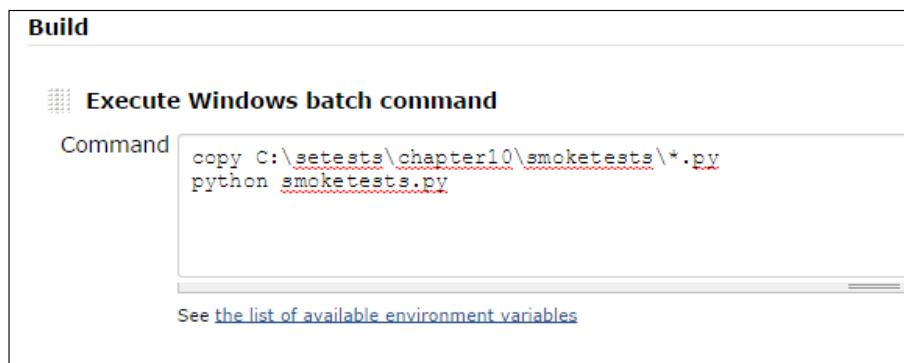 Build
Execute Windows batch command
Command
copy C:\setests\chapter10\smoketests\*.py
python smoketests.py
See the list of available environment variables